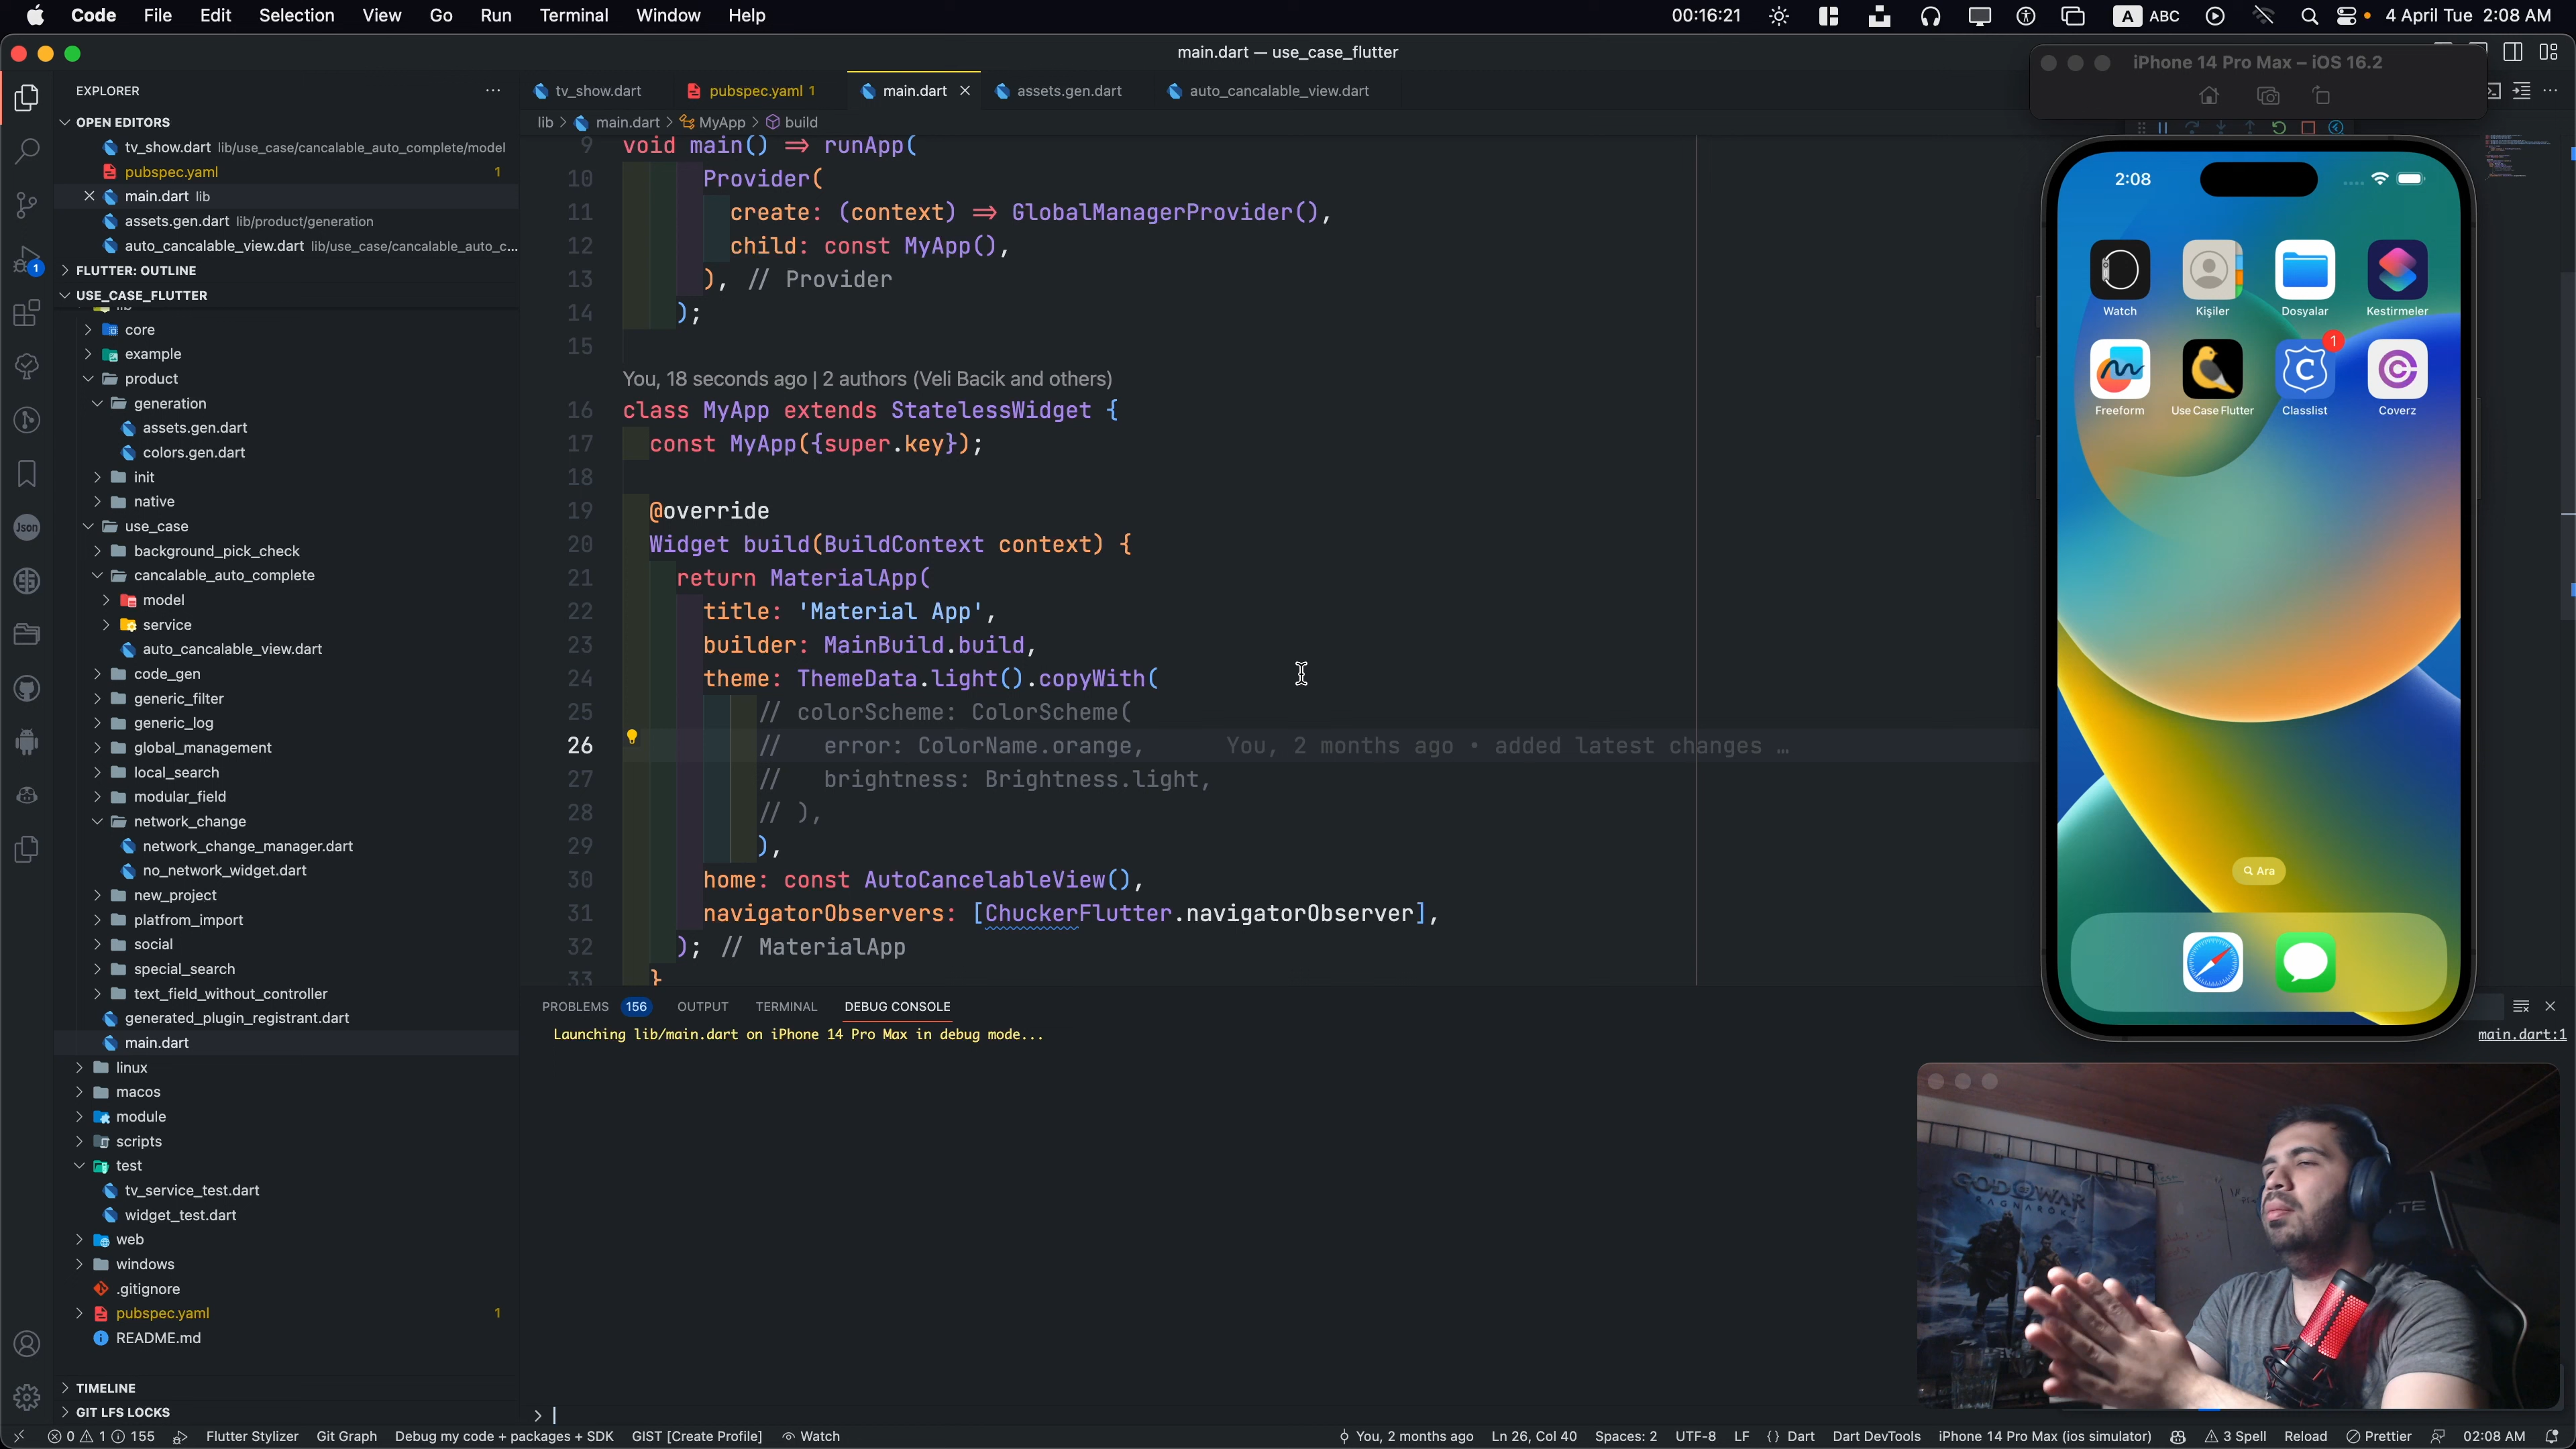 Code File Edit Selection View Go Run Terminal Window Help 00:16:21 A ABC 4 April Tue 2:08 AM
main.dart — use_case_flutter
iPhone 14 Pro Max – iOS 16.2
EXPLORER
tv_show.dart pubspec.yaml 1 main.dart assets.gen.dart auto_cancalable_view.dart
lib > main.dart > MyApp > build
OPEN EDITORS
tv_show.dart lib/use_case/cancalable_auto_complete/model
pubspec.yaml 1
main.dart lib
assets.gen.dart lib/product/generation
auto_cancalable_view.dart lib/use_case/cancalable_auto_c...
FLUTTER: OUTLINE
USE_CASE_FLUTTER
core
example
product
generation
assets.gen.dart
colors.gen.dart
init
native
use_case
background_pick_check
cancalable_auto_complete
model
service
auto_cancalable_view.dart
code_gen
generic_filter
generic_log
global_management
local_search
modular_field
network_change
network_change_manager.dart
no_network_widget.dart
new_project
platfrom_import
social
special_search
text_field_without_controller
generated_plugin_registrant.dart
main.dart
linux
macos
module
scripts
test
tv_service_test.dart
widget_test.dart
web
windows
.gitignore
pubspec.yaml 1
README.md
TIMELINE
GIT LFS LOCKS
1
Json
9 void main() => runApp(
10 Provider(
11 create: (context) => GlobalManagerProvider(),
12 child: const MyApp(),
13 ), // Provider
14 );
15
You, 18 seconds ago | 2 authors (Veli Bacik and others)
16 class MyApp extends StatelessWidget {
17 const MyApp({super.key});
18
19 @override
20 Widget build(BuildContext context) {
21 return MaterialApp(
22 title: 'Material App',
23 builder: MainBuild.build,
24 theme: ThemeData.light().copyWith(
25 // colorScheme: ColorScheme(
26 // error: ColorName.orange, You, 2 months ago • added latest changes …
27 // brightness: Brightness.light,
28 // ),
29 ),
30 home: const AutoCancelableView(),
31 navigatorObservers: [ChuckerFlutter.navigatorObserver],
32 ); // MaterialApp
33 }
PROBLEMS 156 OUTPUT TERMINAL DEBUG CONSOLE
Launching lib/main.dart on iPhone 14 Pro Max in debug mode...
main.dart:1
>
2:08
Watch Kişiler Dosyalar Kestirmeler
1
Freeform Use Case Flutter Classlist Coverz
Ara
GOD OF WAR
RAGNARÖK
0 1 155 Flutter Stylizer Git Graph Debug my code + packages + SDK GIST [Create Profile] Watch You, 2 months ago Ln 26, Col 40 Spaces: 2 UTF-8 LF {} Dart Dart DevTools iPhone 14 Pro Max (ios simulator) 3 Spell Reload Prettier 02:08 AM